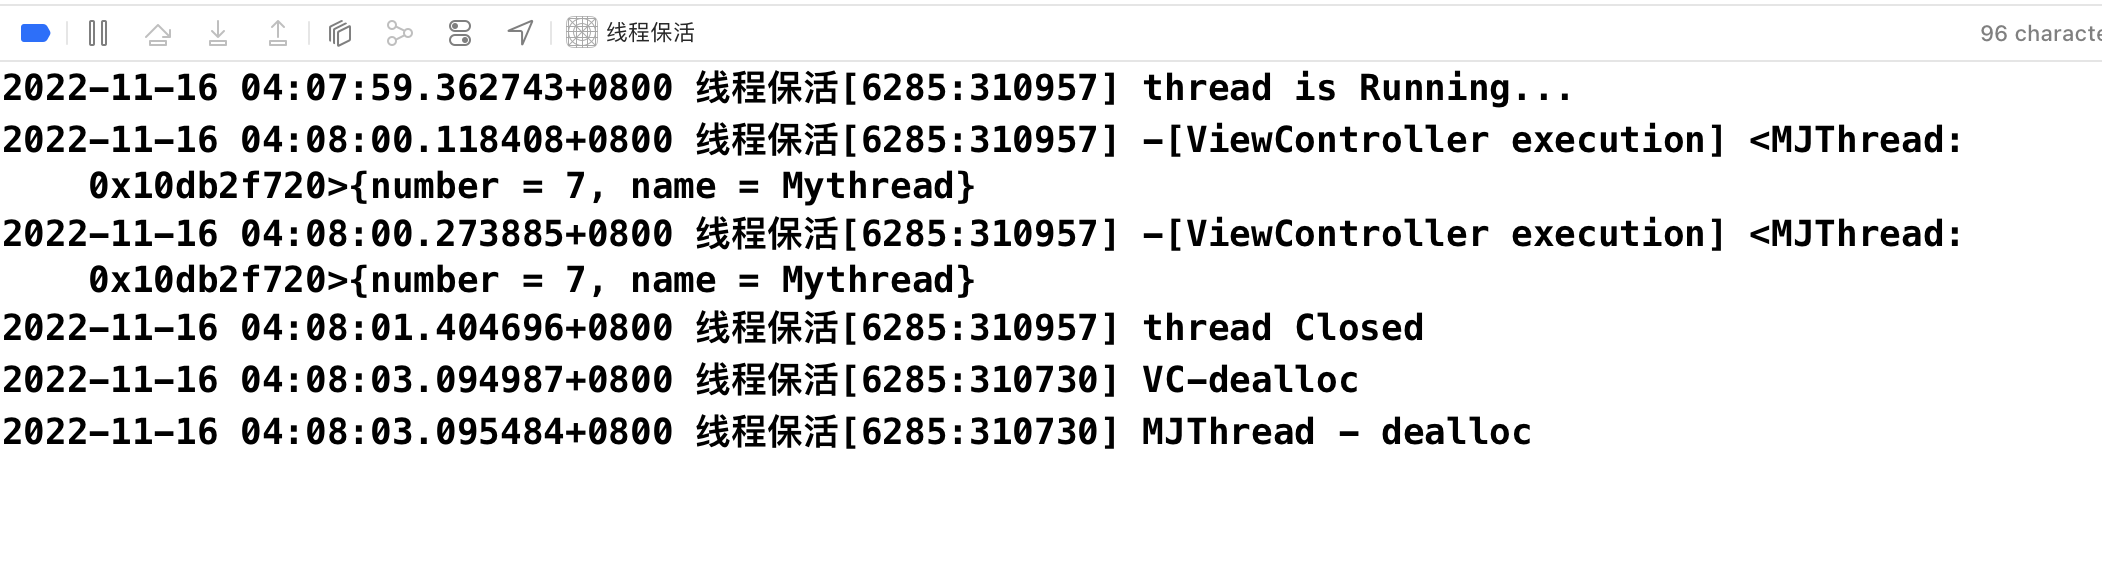 线程保活
96 characte
2022-11-16 04:07:59.362743+0800 线程保活[6285:310957] thread is Running...
2022-11-16 04:08:00.118408+0800 线程保活[6285:310957] -[ViewController execution] <MJThread:
0x10db2f720>{number = 7, name = Mythread}
2022-11-16 04:08:00.273885+0800 线程保活[6285:310957] -[ViewController execution] <MJThread:
0x10db2f720>{number = 7, name = Mythread}
2022-11-16 04:08:01.404696+0800 线程保活[6285:310957] thread Closed
2022-11-16 04:08:03.094987+0800 线程保活[6285:310730] VC-dealloc
2022-11-16 04:08:03.095484+0800 线程保活[6285:310730] MJThread - dealloc